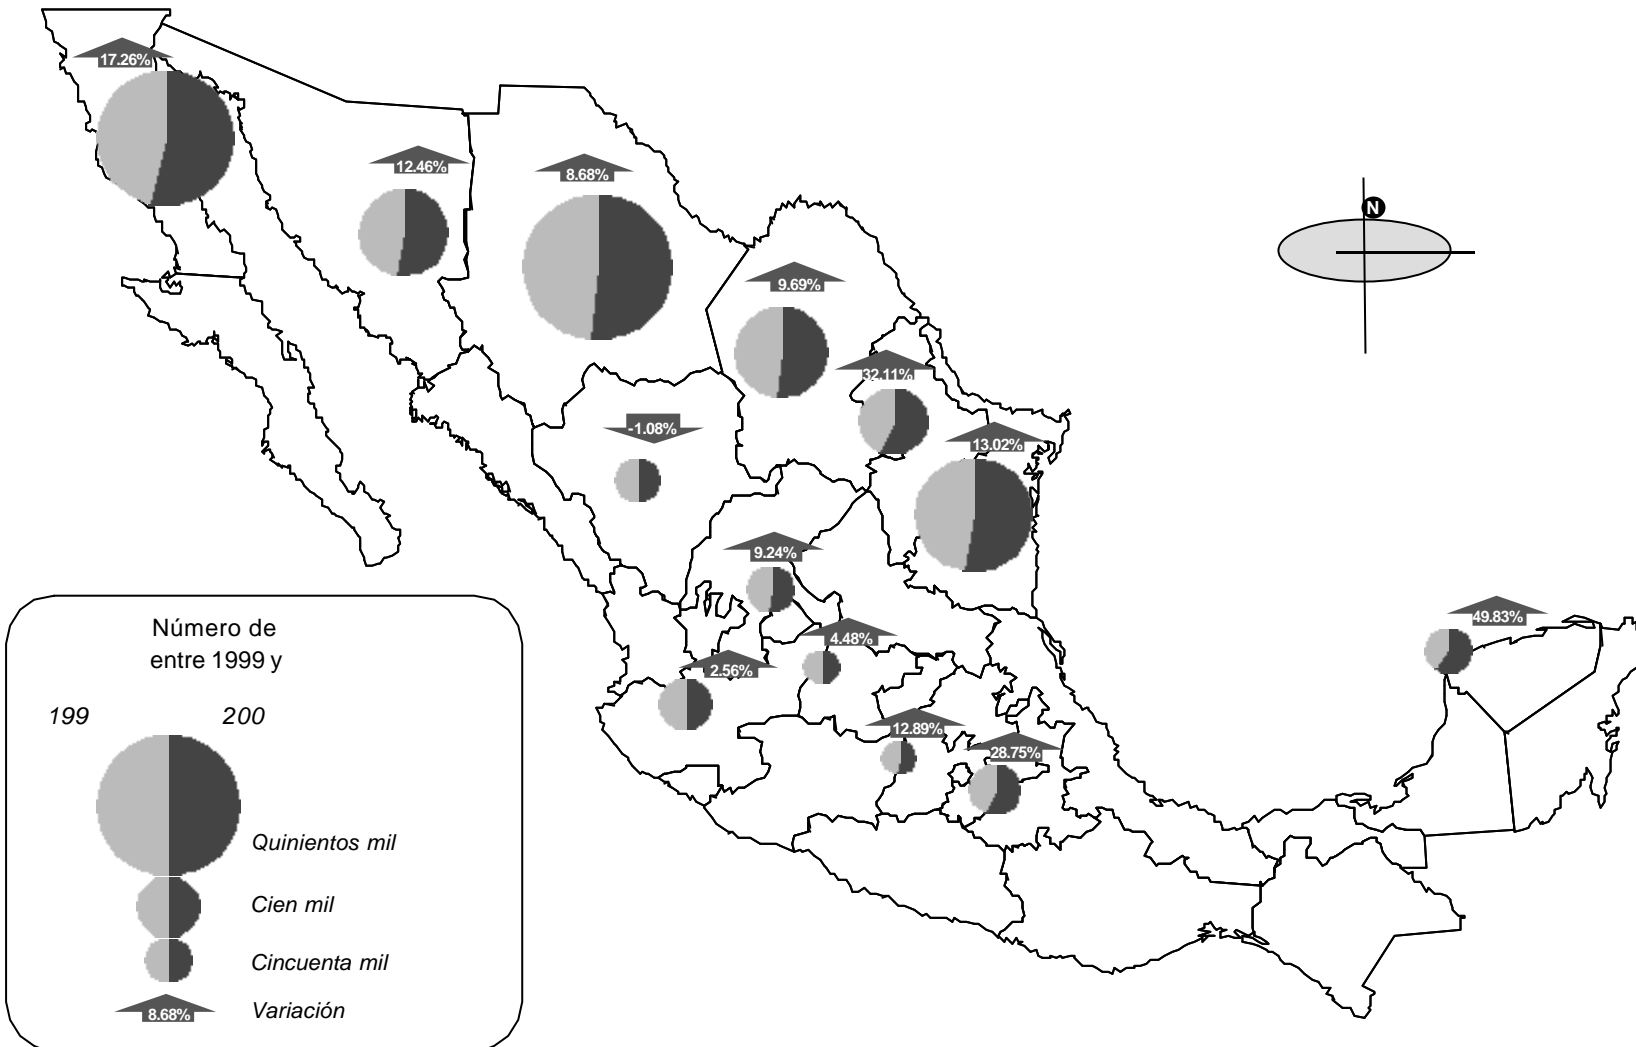 17.26%
12.46%
8.68%
N
9.69%
32.11%
-1.08%
13.02%
9.24%
49.83%
4.48%
2.56%
12.89%
28.75%
Número de
entre 1999 y
199 200
Quinientos mil
Cien mil
Cincuenta mil
8.68% Variación